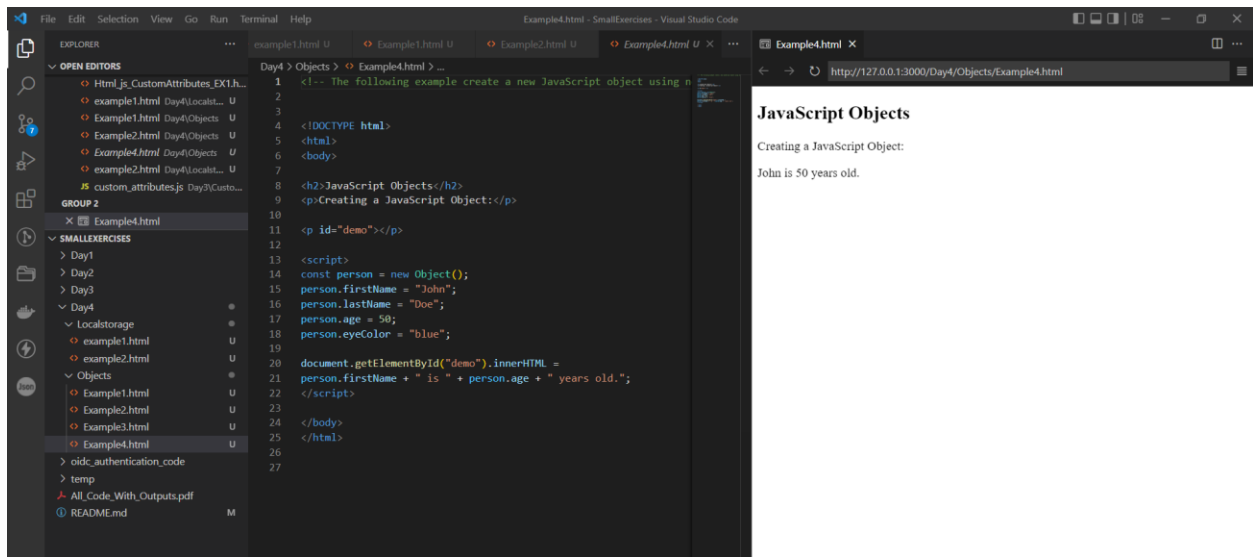 File Edit Selection View Go Run Terminal Help
Example4.html - SmallExercises - Visual Studio Code
EXPLORER
OPEN EDITORS
Html_js_CustomAttributes_EX1.h...
example1.html Day4\Localst... U
Example1.html Day4\Objects U
Example2.html Day4\Objects U
Example4.html Day4\Objects U
example2.html Day4\Localst... U
JS custom_attributes.js Day3\Custo...
GROUP 2
Example4.html
SMALLEXERCISES
Day1
Day2
Day3
Day4
Localstorage
example1.html U
example2.html U
Objects
Example1.html U
Example2.html U
Example3.html U
Example4.html U
oidc_authentication_code
temp
All_Code_With_Outputs.pdf
README.md M
7
Json
example1.html U Example1.html U Example2.html U Example4.html U
Day4 > Objects > Example4.html > ...
1 <!-- The following example create a new JavaScript object using n
2
3
4 <!DOCTYPE html>
5 <html>
6 <body>
7
8 <h2>JavaScript Objects</h2>
9 <p>Creating a JavaScript Object:</p>
10
11 <p id="demo"></p>
12
13 <script>
14 const person = new Object();
15 person.firstName = "John";
16 person.lastName = "Doe";
17 person.age = 50;
18 person.eyeColor = "blue";
19
20 document.getElementById("demo").innerHTML =
21 person.firstName + " is " + person.age + " years old.";
22 </script>
23
24 </body>
25 </html>
26
27
Example4.html
http://127.0.0.1:3000/Day4/Objects/Example4.html
JavaScript Objects
Creating a JavaScript Object:
John is 50 years old.